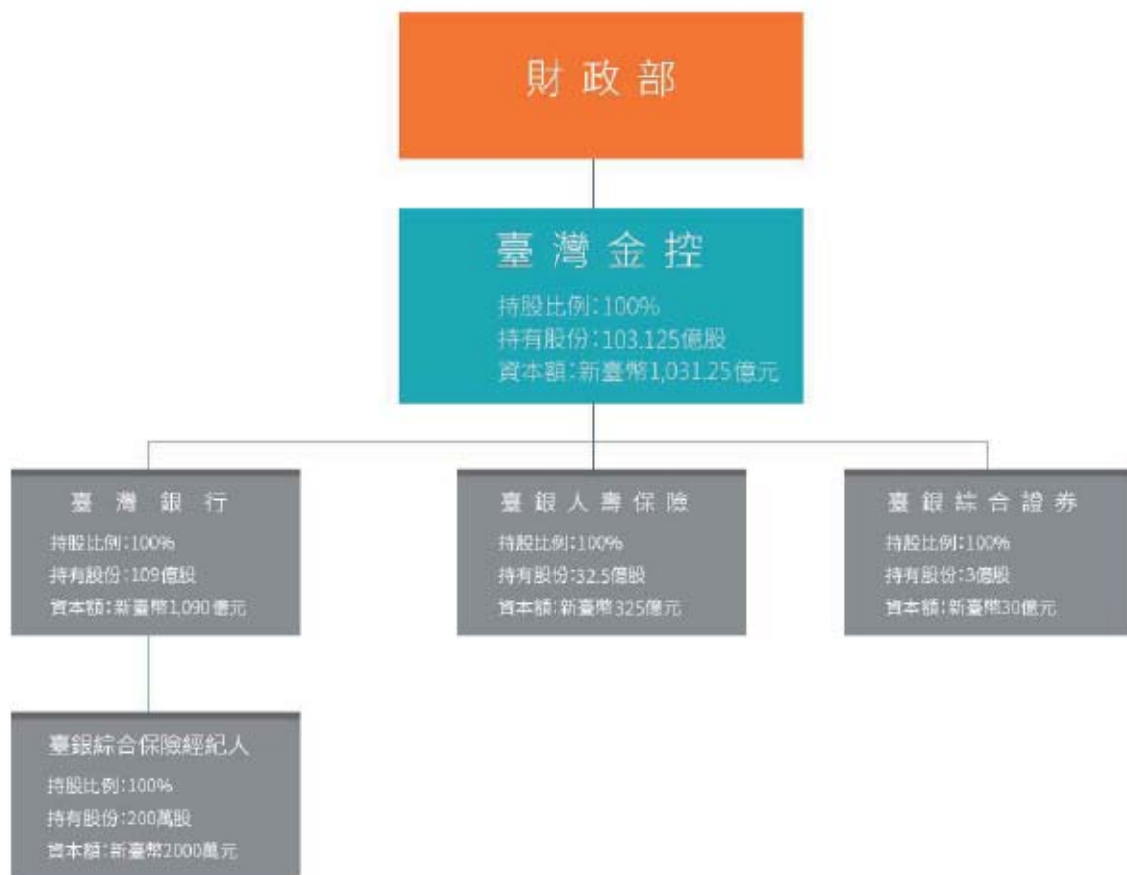 財政部
臺灣金控
持股比例:100%
持有股份:103.125億股
資本額:新臺幣1,031.25億元
臺灣銀行
持股比例:100%
持有股份:109億股
資本額:新臺幣1,090億元
臺銀人壽保險
持股比例:100%
持有股份:32.5億股
資本額:新臺幣325億元
臺銀綜合證券
持股比例:100%
持有股份:3億股
資本額:新臺幣30億元
臺銀綜合保險經紀人
持股比例:100%
持有股份:200萬股
資本額:新臺幣2000萬元